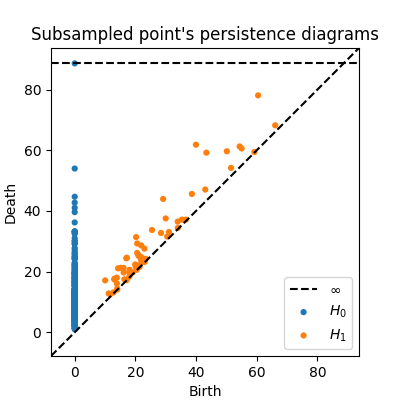 Subsampled point's persistence diagrams
80
60
40
20
0
Death
0 20 40 60 80
Birth
∞
H₀
H₁